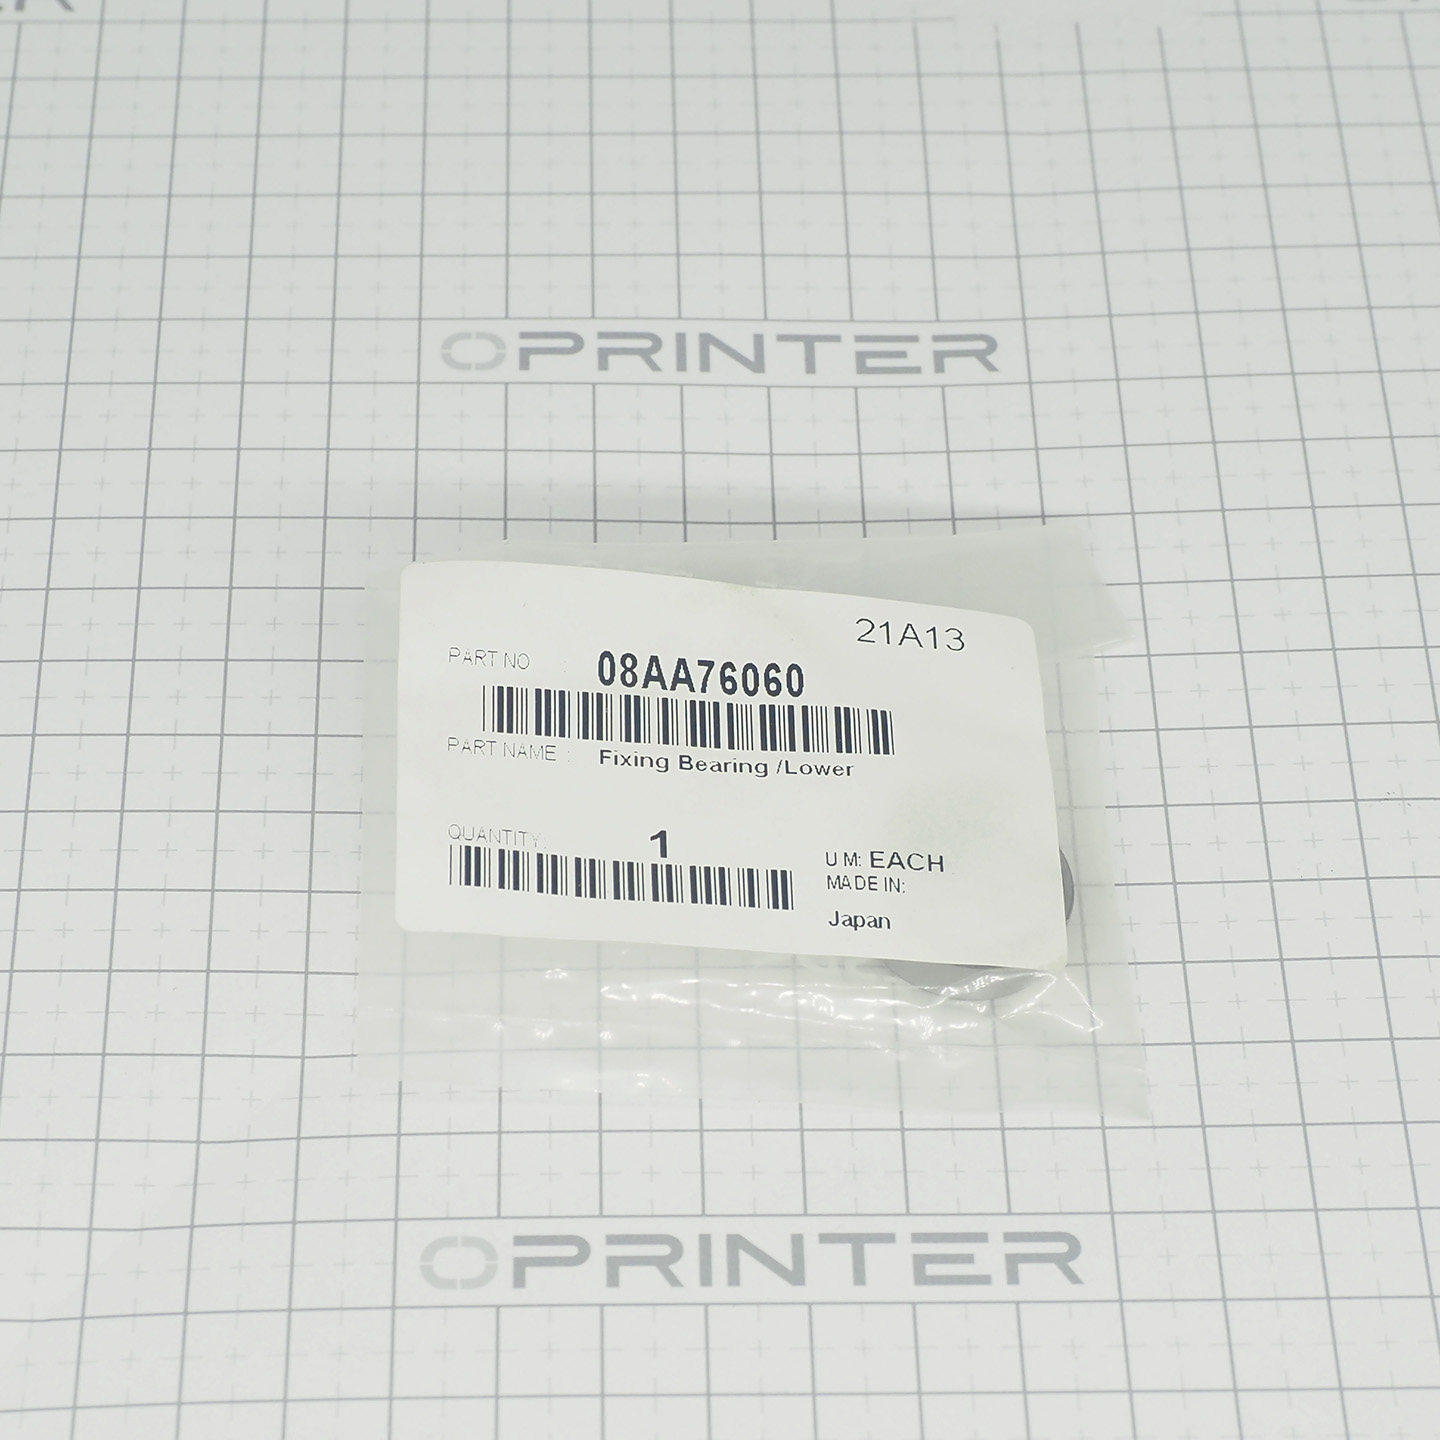 OPRINTER
21A13
PART NO : 08AA76060
PART NAME : Fixing Bearing /Lower
QUANTITY: 1
U M: EACH
MADE IN:
Japan
OPRINTER